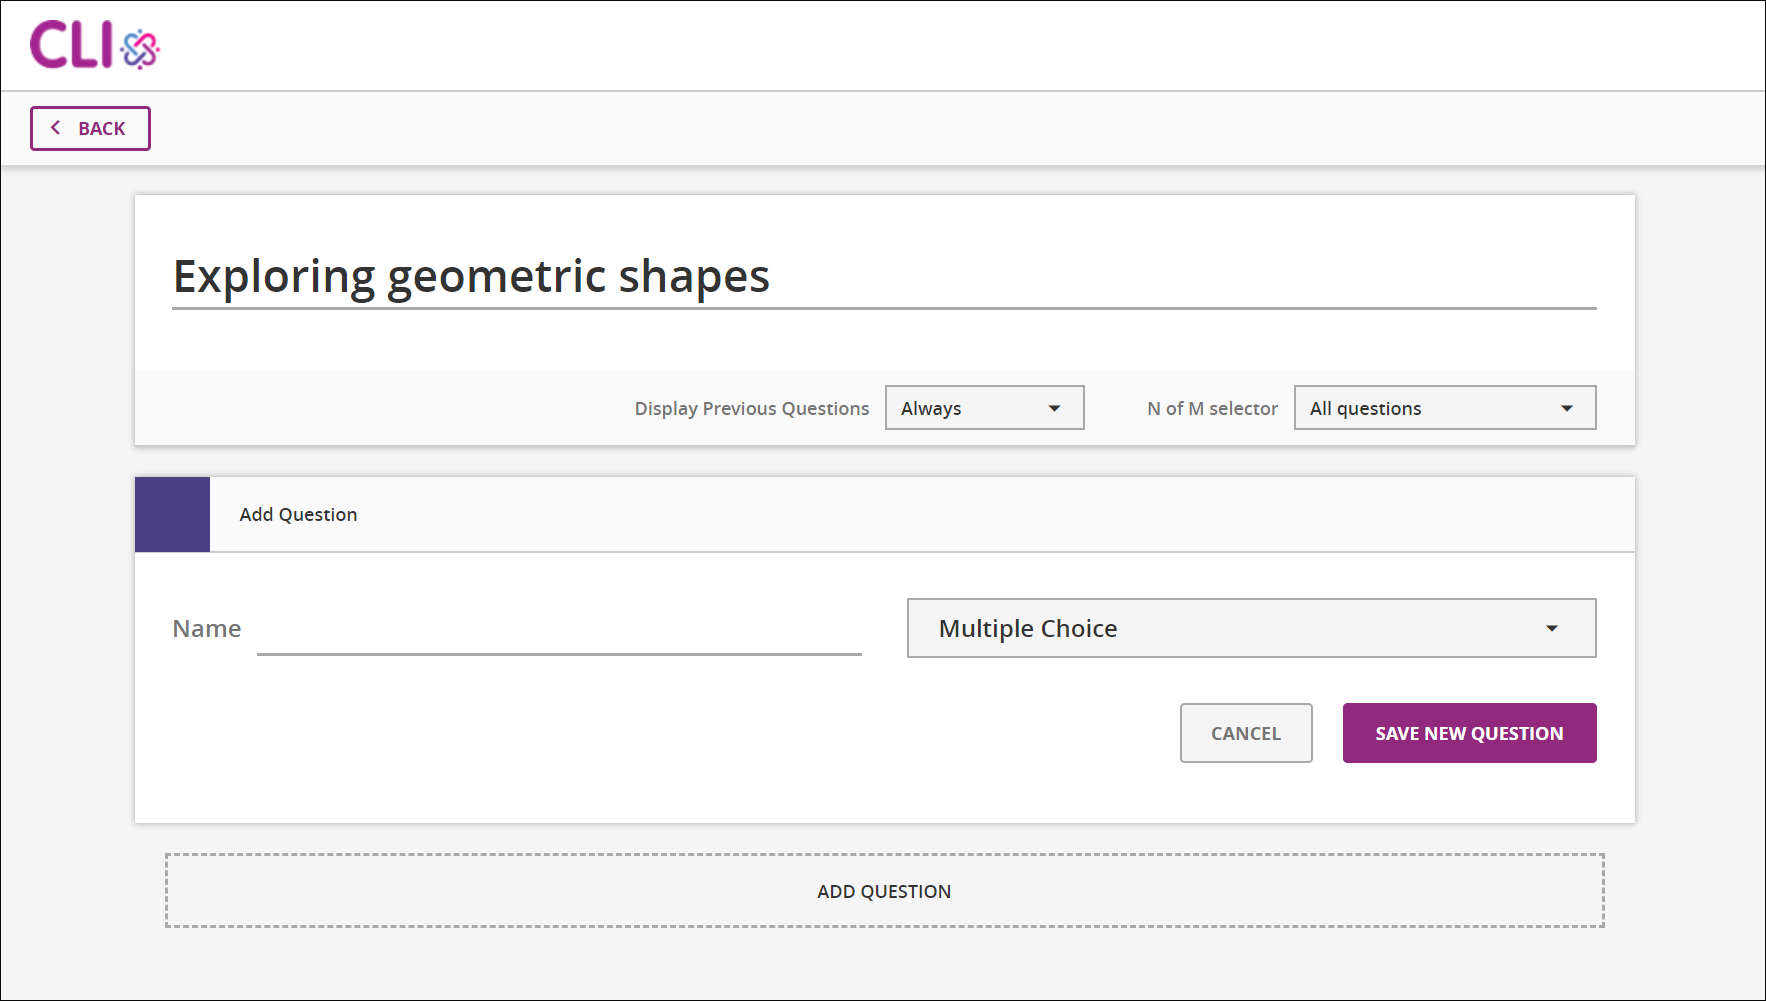 CLI
BACK
Exploring geometric shapes
Display Previous Questions Always N of M selector All questions
Add Question
Name Multiple Choice
CANCEL SAVE NEW QUESTION
ADD QUESTION